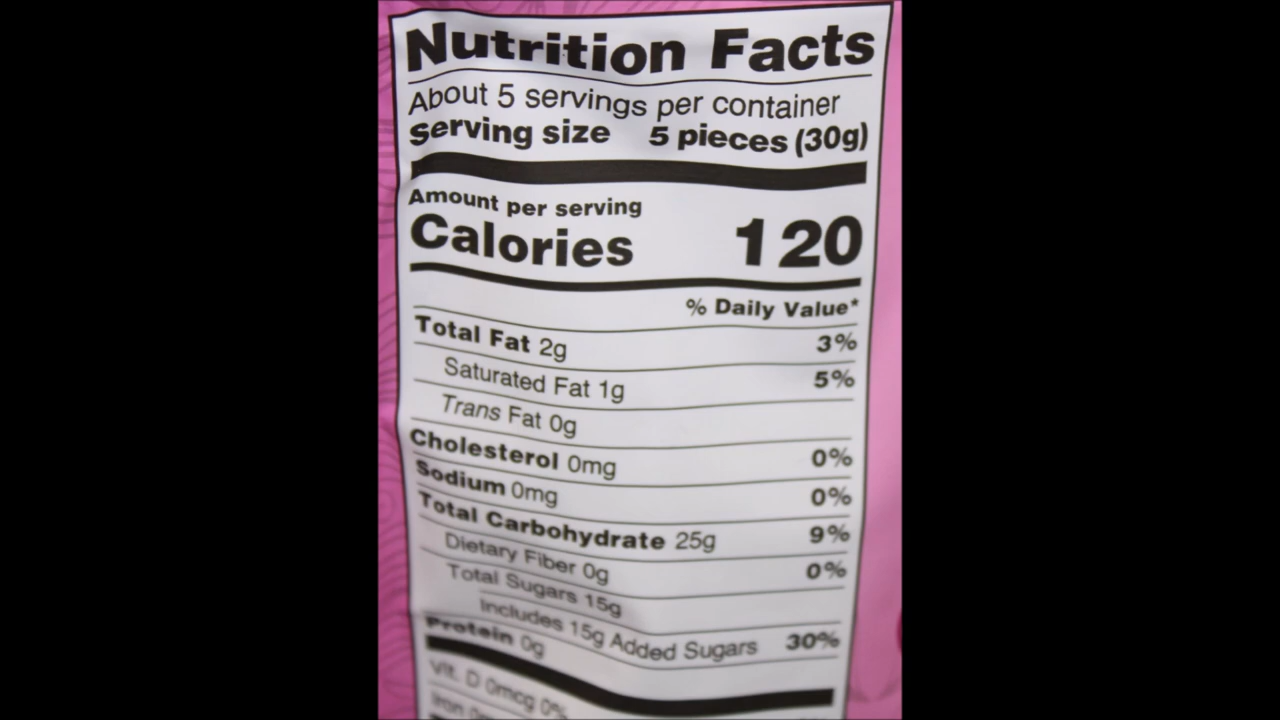 Nutrition Facts
About 5 servings per container
Serving size 5 pieces (30g)
Amount per serving
Calories 120
% Daily Value*
Total Fat 2g 3%
Saturated Fat 1g 5%
Trans Fat 0g
Cholesterol 0mg 0%
Sodium 0mg 0%
Total Carbohydrate 25g 9%
Dietary Fiber 0g 0%
Total Sugars 15g
Includes 15g Added Sugars 30%
Protein 0g
Vit. D 0mcg 0%
Iron